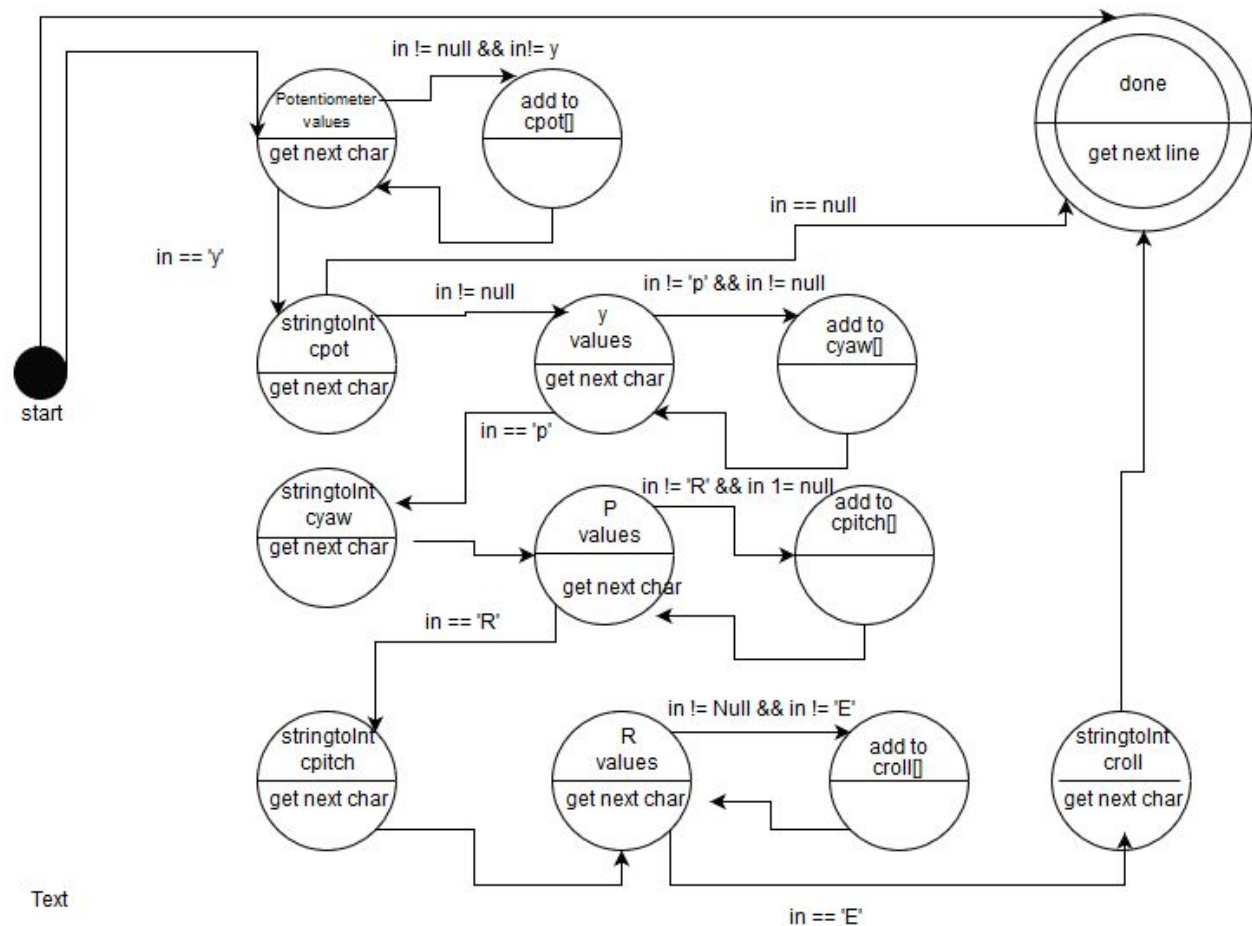 in != null && in!= y
Potentiometer
values
get next char
add to
cpot[]
done
get next line
in == null
in == 'y'
in != null
in != 'p' && in != null
stringtoInt
cpot
get next char
y
values
get next char
add to
cyaw[]
start
in == 'p'
stringtoInt
cyaw
get next char
in != 'R' && in 1= null
P
values
get next char
add to
cpitch[]
in == 'R'
in != Null && in != 'E'
stringtoInt
cpitch
get next char
R
values
get next char
add to
croll[]
stringtoInt
croll
get next char
Text
in == 'E'